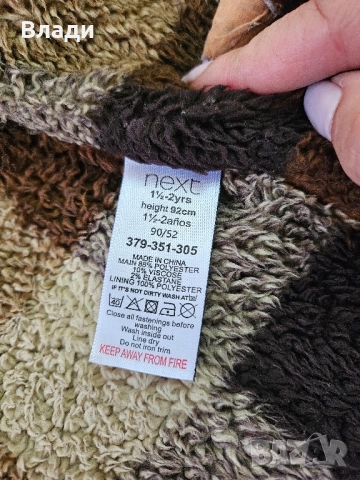 Влади
next
1½-2yrs
height 92cm
1½-2años
90/52
379-351-305
MADE IN CHINA
MAIN 88% POLYESTER
10% VISCOSE
2% ELASTANE
LINING 100% POLYESTER
IF IT'S NOT DIRTY WASH AT
40
Close all fastenings before
washing
Wash inside out
Line dry
Do not iron trim
KEEP AWAY FROM FIRE
BAZAR